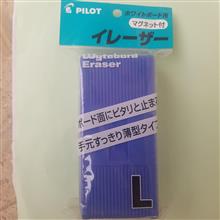 PILOT
ホワイトボード用
マグネット付
イレーザー
Wyteboard
Eraser
ボード面にピタリと止まる
手元すっきり薄型タイプ
L